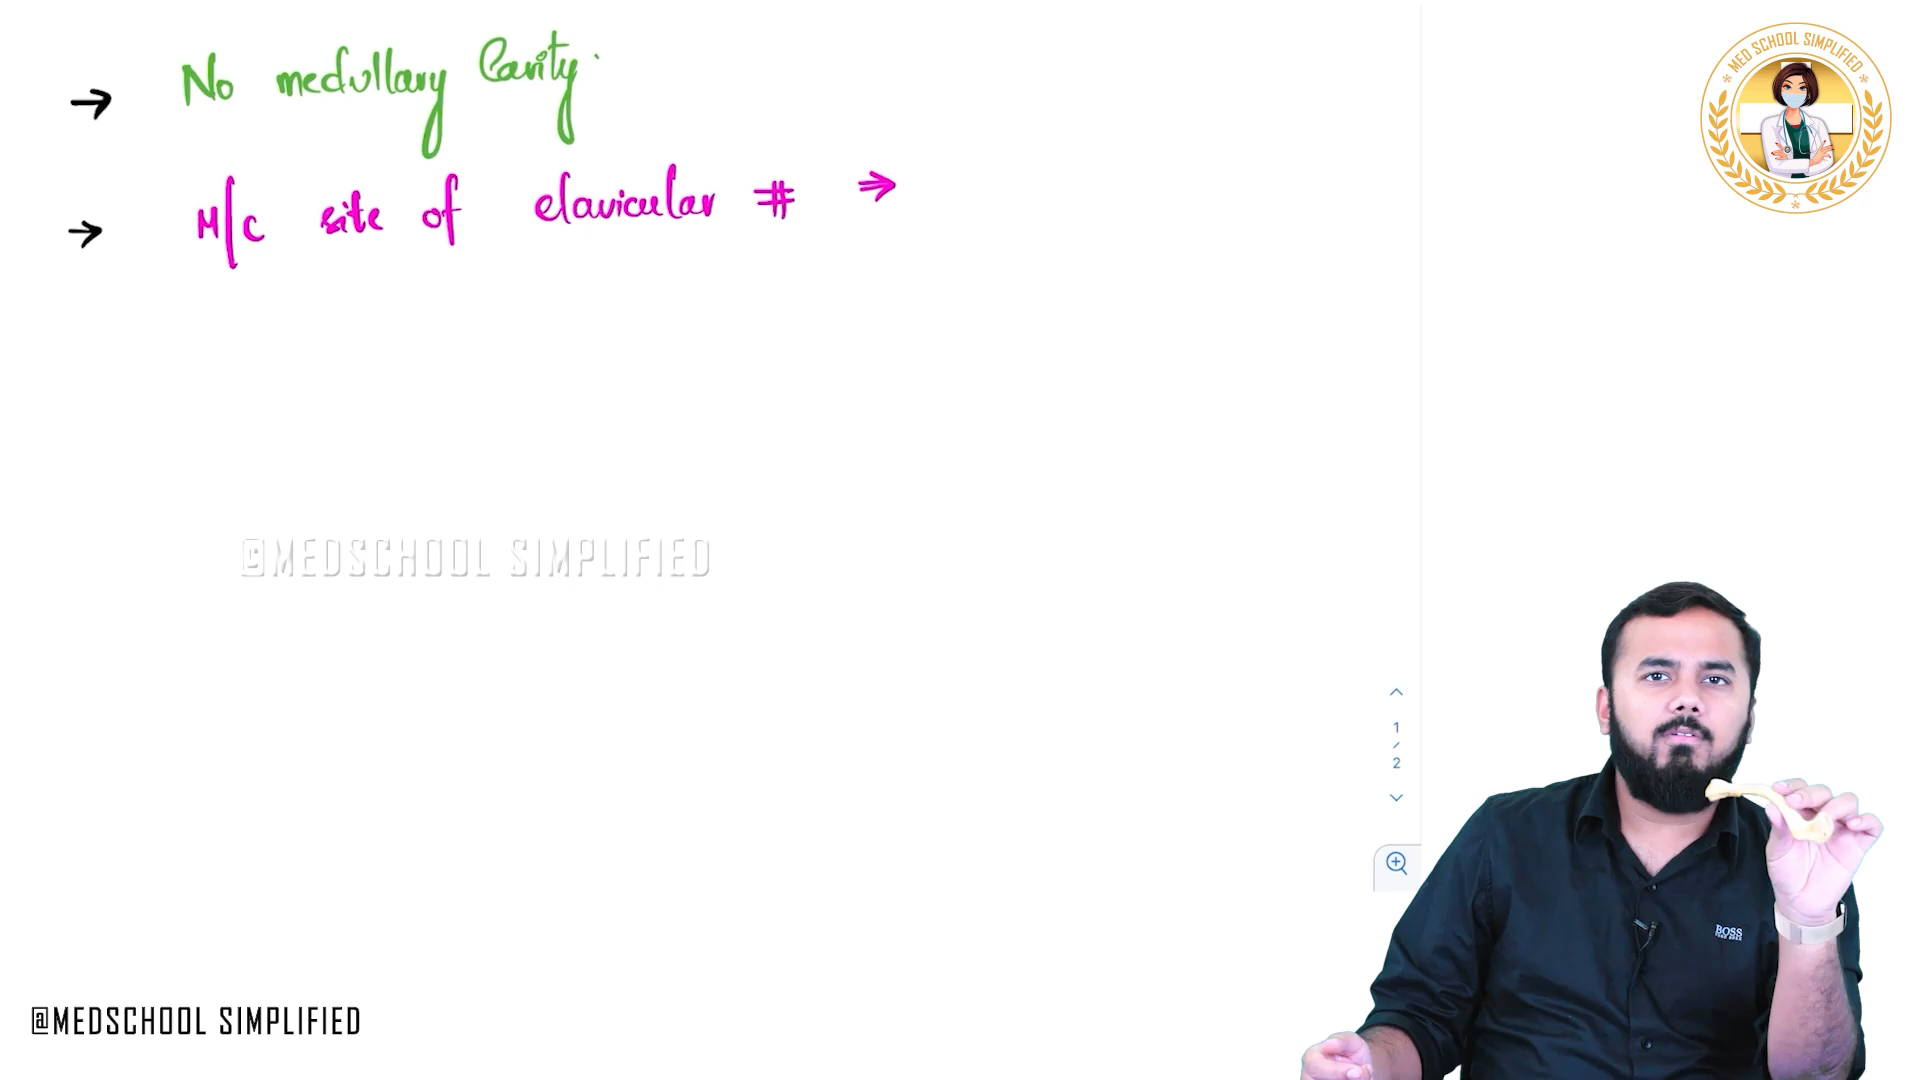 → No medullary Cavity.
→ M/C site of clavicular # ⇒
MED SCHOOL SIMPLIFIED
@MEDSCHOOL SIMPLIFIED
1
/
2
BOSS
@MEDSCHOOL SIMPLIFIED